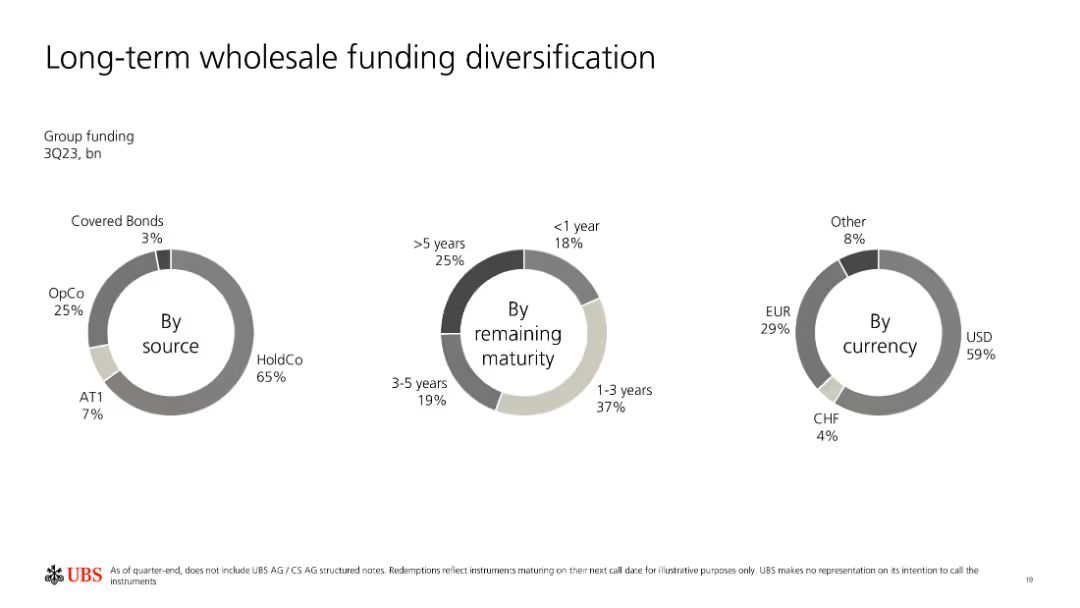 Long-term wholesale funding diversification
Group funding
3Q23, bn
Covered Bonds
3%
OpCo
25%
AT1
7%
HoldCo
65%
By
source
>5 years
25%
<1 year
18%
3-5 years
19%
1-3 years
37%
By
remaining
maturity
Other
8%
EUR
29%
CHF
4%
USD
59%
By
currency
UBS
As of quarter-end, does not include UBS AG / CS AG structured notes. Redemptions reflect instruments maturing on their next call date for illustrative purposes only. UBS makes no representation on its intention to call the
instruments
19